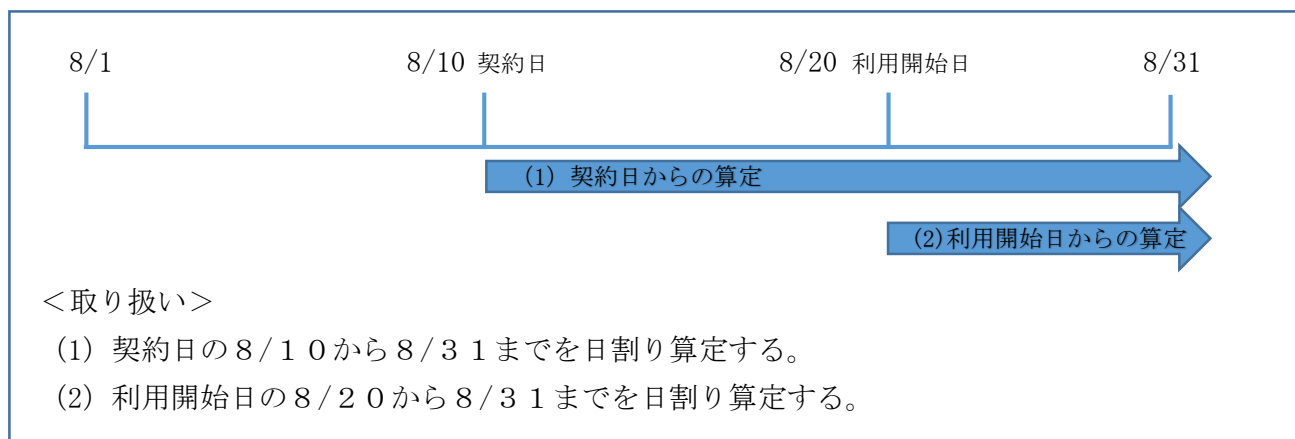 8/1 8/10 契約日 8/20 利用開始日 8/31
(1) 契約日からの算定
(2)利用開始日からの算定
＜取り扱い＞
(1) 契約日の８/１０から８/３１までを日割り算定する。
(2) 利用開始日の８/２０から８/３１までを日割り算定する。